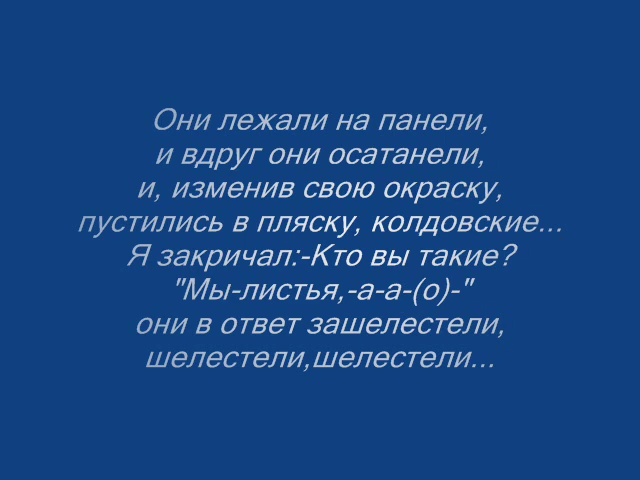 Они лежали на панели,
и вдруг они осатанели,
и, изменив свою окраску,
пустились в пляску, колдовские...
Я закричал:-Кто вы такие?
"Мы-листья,-а-а-(о)-"
они в ответ зашелестели,
шелестели,шелестели...